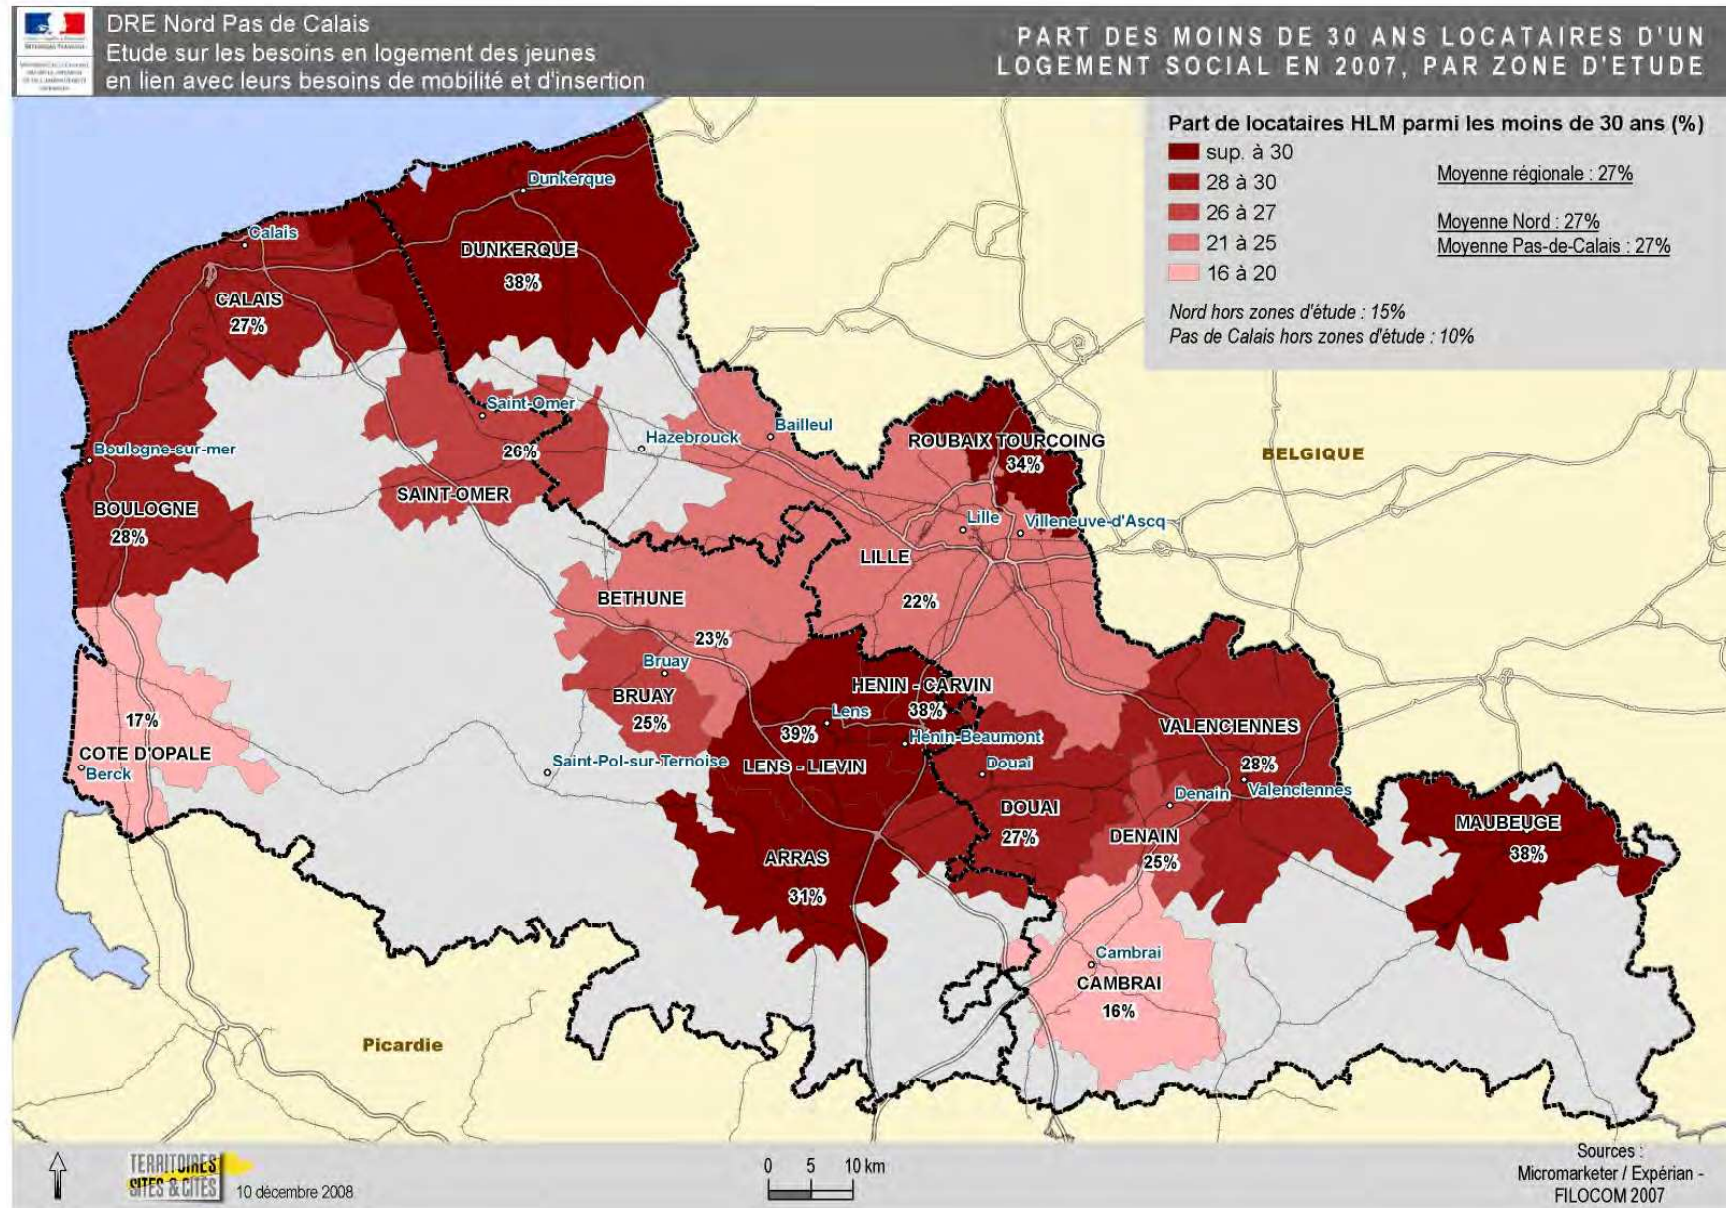 DRE Nord Pas de Calais
Etude sur les besoins en logement des jeunes
en lien avec leurs besoins de mobilité et d'insertion
PART DES MOINS DE 30 ANS LOCATAIRES D'UN
LOGEMENT SOCIAL EN 2007, PAR ZONE D'ETUDE
Part de locataires HLM parmi les moins de 30 ans (%)
sup. à 30
28 à 30
26 à 27
21 à 25
16 à 20
Moyenne régionale : 27%
Moyenne Nord : 27%
Moyenne Pas-de-Calais : 27%
Nord hors zones d'étude : 15%
Pas de Calais hors zones d'étude : 10%
Dunkerque
DUNKERQUE
38%
Calais
CALAIS
27%
Saint-Omer
26%
SAINT-OMER
Hazebrouck
Bailleul
ROUBAIX TOURCOING
34%
BELGIQUE
Boulogne-sur-mer
BOULOGNE
28%
Lille
Villeneuve-d'Ascq
LILLE
22%
BETHUNE
23%
Bruay
BRUAY
25%
HENIN - CARVIN
38%
Lens
39%
Hénin-Beaumont
LENS - LIEVIN
17%
COTE D'OPALE
Berck
Saint-Pol-sur-Ternoise
VALENCIENNES
28%
Valenciennes
Douai
DOUAI
27%
Denain
DENAIN
25%
MAUBEUGE
38%
ARRAS
31%
Cambrai
CAMBRAI
16%
Picardie
TERRITOIRES
SITES & CITÉS
10 décembre 2008
0 5 10 km
Sources :
Micromarketer / Expérian -
FILOCOM 2007